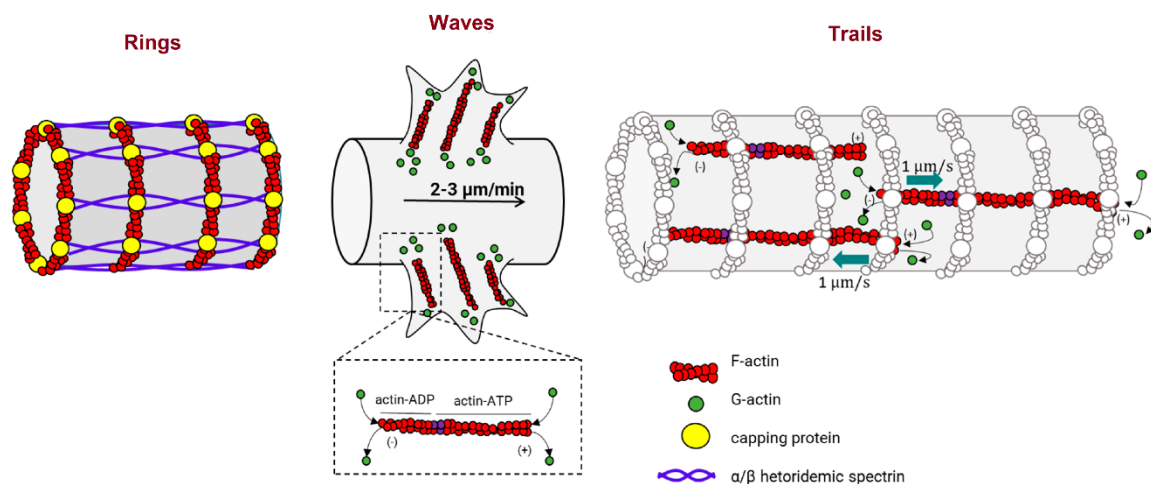 Rings
Waves
Trails
2-3 µm/min
(+)
(-)
1 µm/s
(-)
(+)
(-)
(+)
1 µm/s
actin-ADP
actin-ATP
(-)
(+)
F-actin
G-actin
capping protein
α/β hetoridemic spectrin